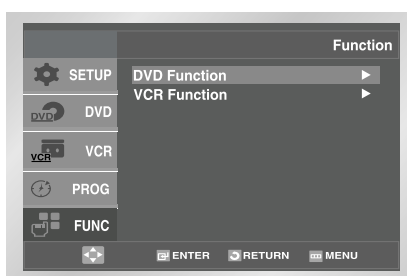 Function
SETUP
DVD Function ►
VCR Function ►
DVD DVD
VCR VCR
PROG
FUNC
ENTER RETURN MENU